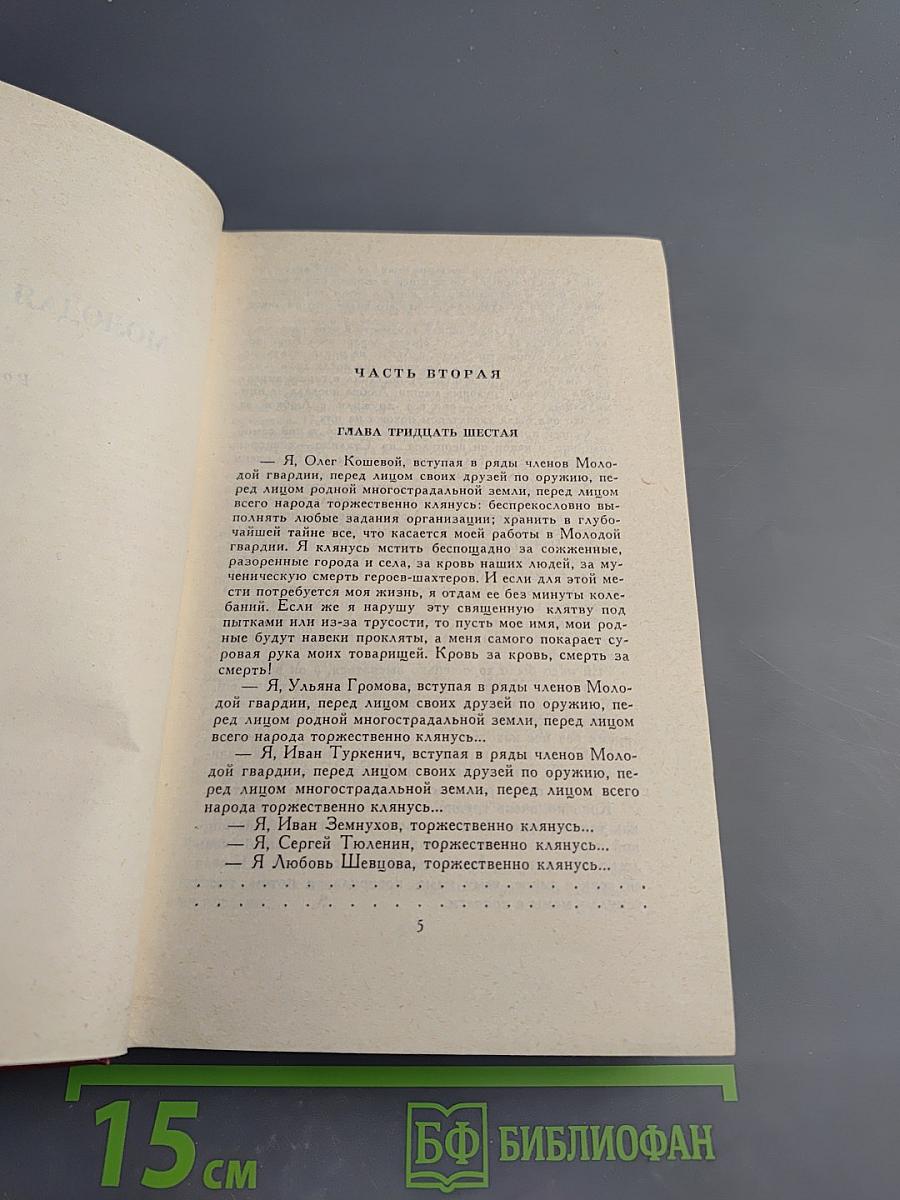 ЧАСТЬ ВТОРАЯ
ГЛАВА ТРИДЦАТЬ ШЕСТАЯ
— Я, Олег Кошевой, вступая в ряды членов Моло-
дой гвардии, перед лицом своих друзей по оружию, пе-
ред лицом родной многострадальной земли, перед лицом
всего народа торжественно клянусь: беспрекословно вы-
полнять любые задания организации; хранить в глубо-
чайшей тайне все, что касается моей работы в Молодой
гвардии. Я клянусь мстить беспощадно за сожженные,
разоренные города и села, за кровь наших людей, за му-
ченическую смерть героев-шахтеров. И если для этой ме-
сти потребуется моя жизнь, я отдам ее без минуты коле-
баний. Если же я нарушу эту священную клятву под
пытками или из-за трусости, то пусть мое имя, мои род-
ные будут навеки прокляты, а меня самого покарает су-
ровая рука моих товарищей. Кровь за кровь, смерть за
смерть!
— Я, Ульяна Громова, вступая в ряды членов Моло-
дой гвардии, перед лицом своих друзей по оружию, пе-
ред лицом родной многострадальной земли, перед лицом
всего народа торжественно клянусь...
— Я, Иван Туркенич, вступая в ряды членов Моло-
дой гвардии, перед лицом своих друзей по оружию, пе-
ред лицом многострадальной земли, перед лицом всего
народа торжественно клянусь...
— Я, Иван Земнухов, торжественно клянусь...
— Я, Сергей Тюленин, торжественно клянусь...
— Я Любовь Шевцова, торжественно клянусь...
. . . . . . . . . . . . . . . . . . . . . .
. . . . . . . . . . . . . . . . . . . . . .
5
15 см
БФ БИБЛИОФАН